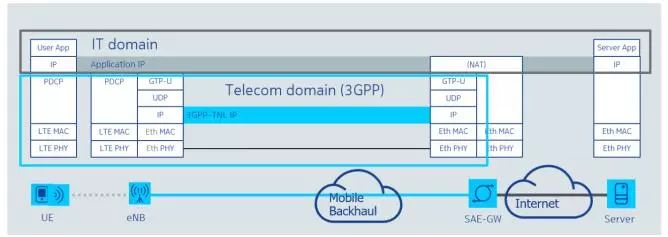 IT domain
User App
Server App
IP
Application IP
(NAT)
IP
PDCP
PDCP
GTP-U
Telecom domain (3GPP)
GTP-U
UDP
UDP
IP
3GPP-TNL IP
IP
LTE MAC
LTE MAC
Eth MAC
Eth MAC
Eth MAC
Eth MAC
LTE PHY
LTE PHY
Eth PHY
Eth PHY
Eth PHY
Eth PHY
Mobile
Backhaul
Internet
UE
eNB
SAE-GW
Server